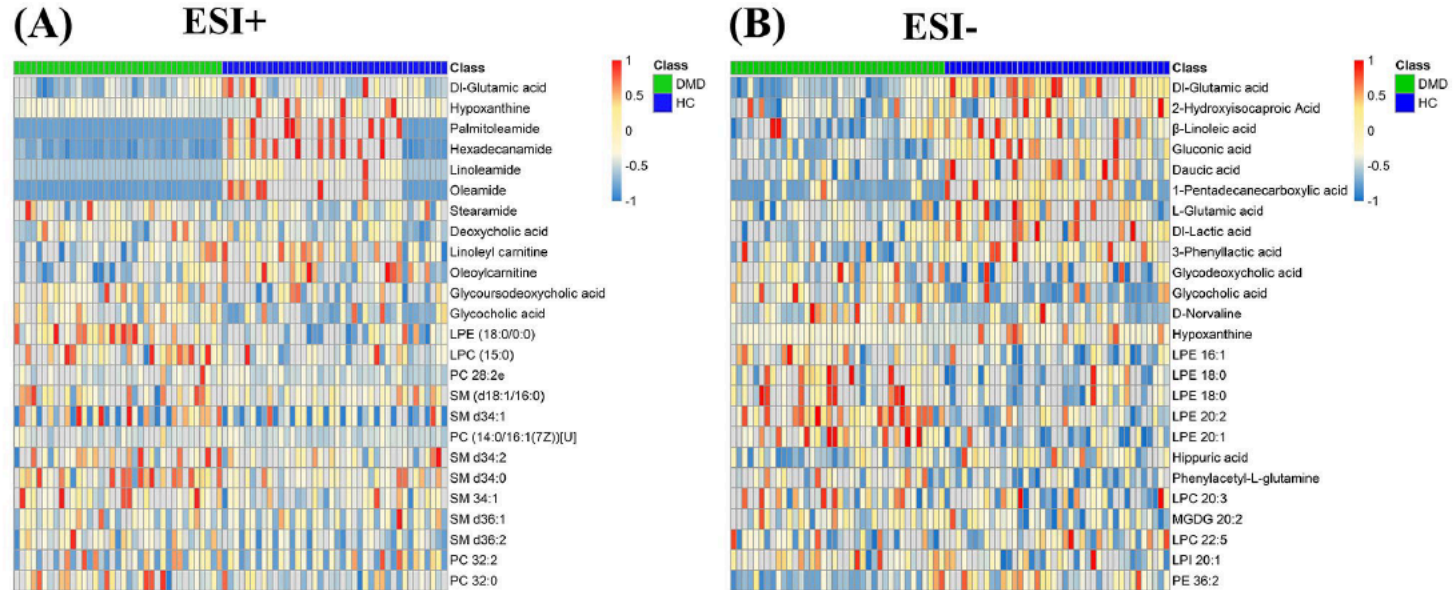 (A) ESI+
Class
Dl-Glutamic acid
Hypoxanthine
Palmitoleamide
Hexadecanamide
Linoleamide
Oleamide
Stearamide
Deoxycholic acid
Linoleyl carnitine
Oleoylcarnitine
Glycoursodeoxycholic acid
Glycocholic acid
LPE (18:0/0:0)
LPC (15:0)
PC 28:2e
SM (d18:1/16:0)
SM d34:1
PC (14:0/16:1(7Z))[U]
SM d34:2
SM d34:0
SM 34:1
SM d36:1
SM d36:2
PC 32:2
PC 32:0
1
0.5
0
-0.5
-1
Class
DMD
HC
(B) ESI-
Class
Dl-Glutamic acid
2-Hydroxyisocaproic Acid
β-Linoleic acid
Gluconic acid
Daucic acid
1-Pentadecanecarboxylic acid
L-Glutamic acid
Dl-Lactic acid
3-Phenyllactic acid
Glycodeoxycholic acid
Glycocholic acid
D-Norvaline
Hypoxanthine
LPE 16:1
LPE 18:0
LPE 18:0
LPE 20:2
LPE 20:1
Hippuric acid
Phenylacetyl-L-glutamine
LPC 20:3
MGDG 20:2
LPC 22:5
LPI 20:1
PE 36:2
1
0.5
0
-0.5
-1
Class
DMD
HC